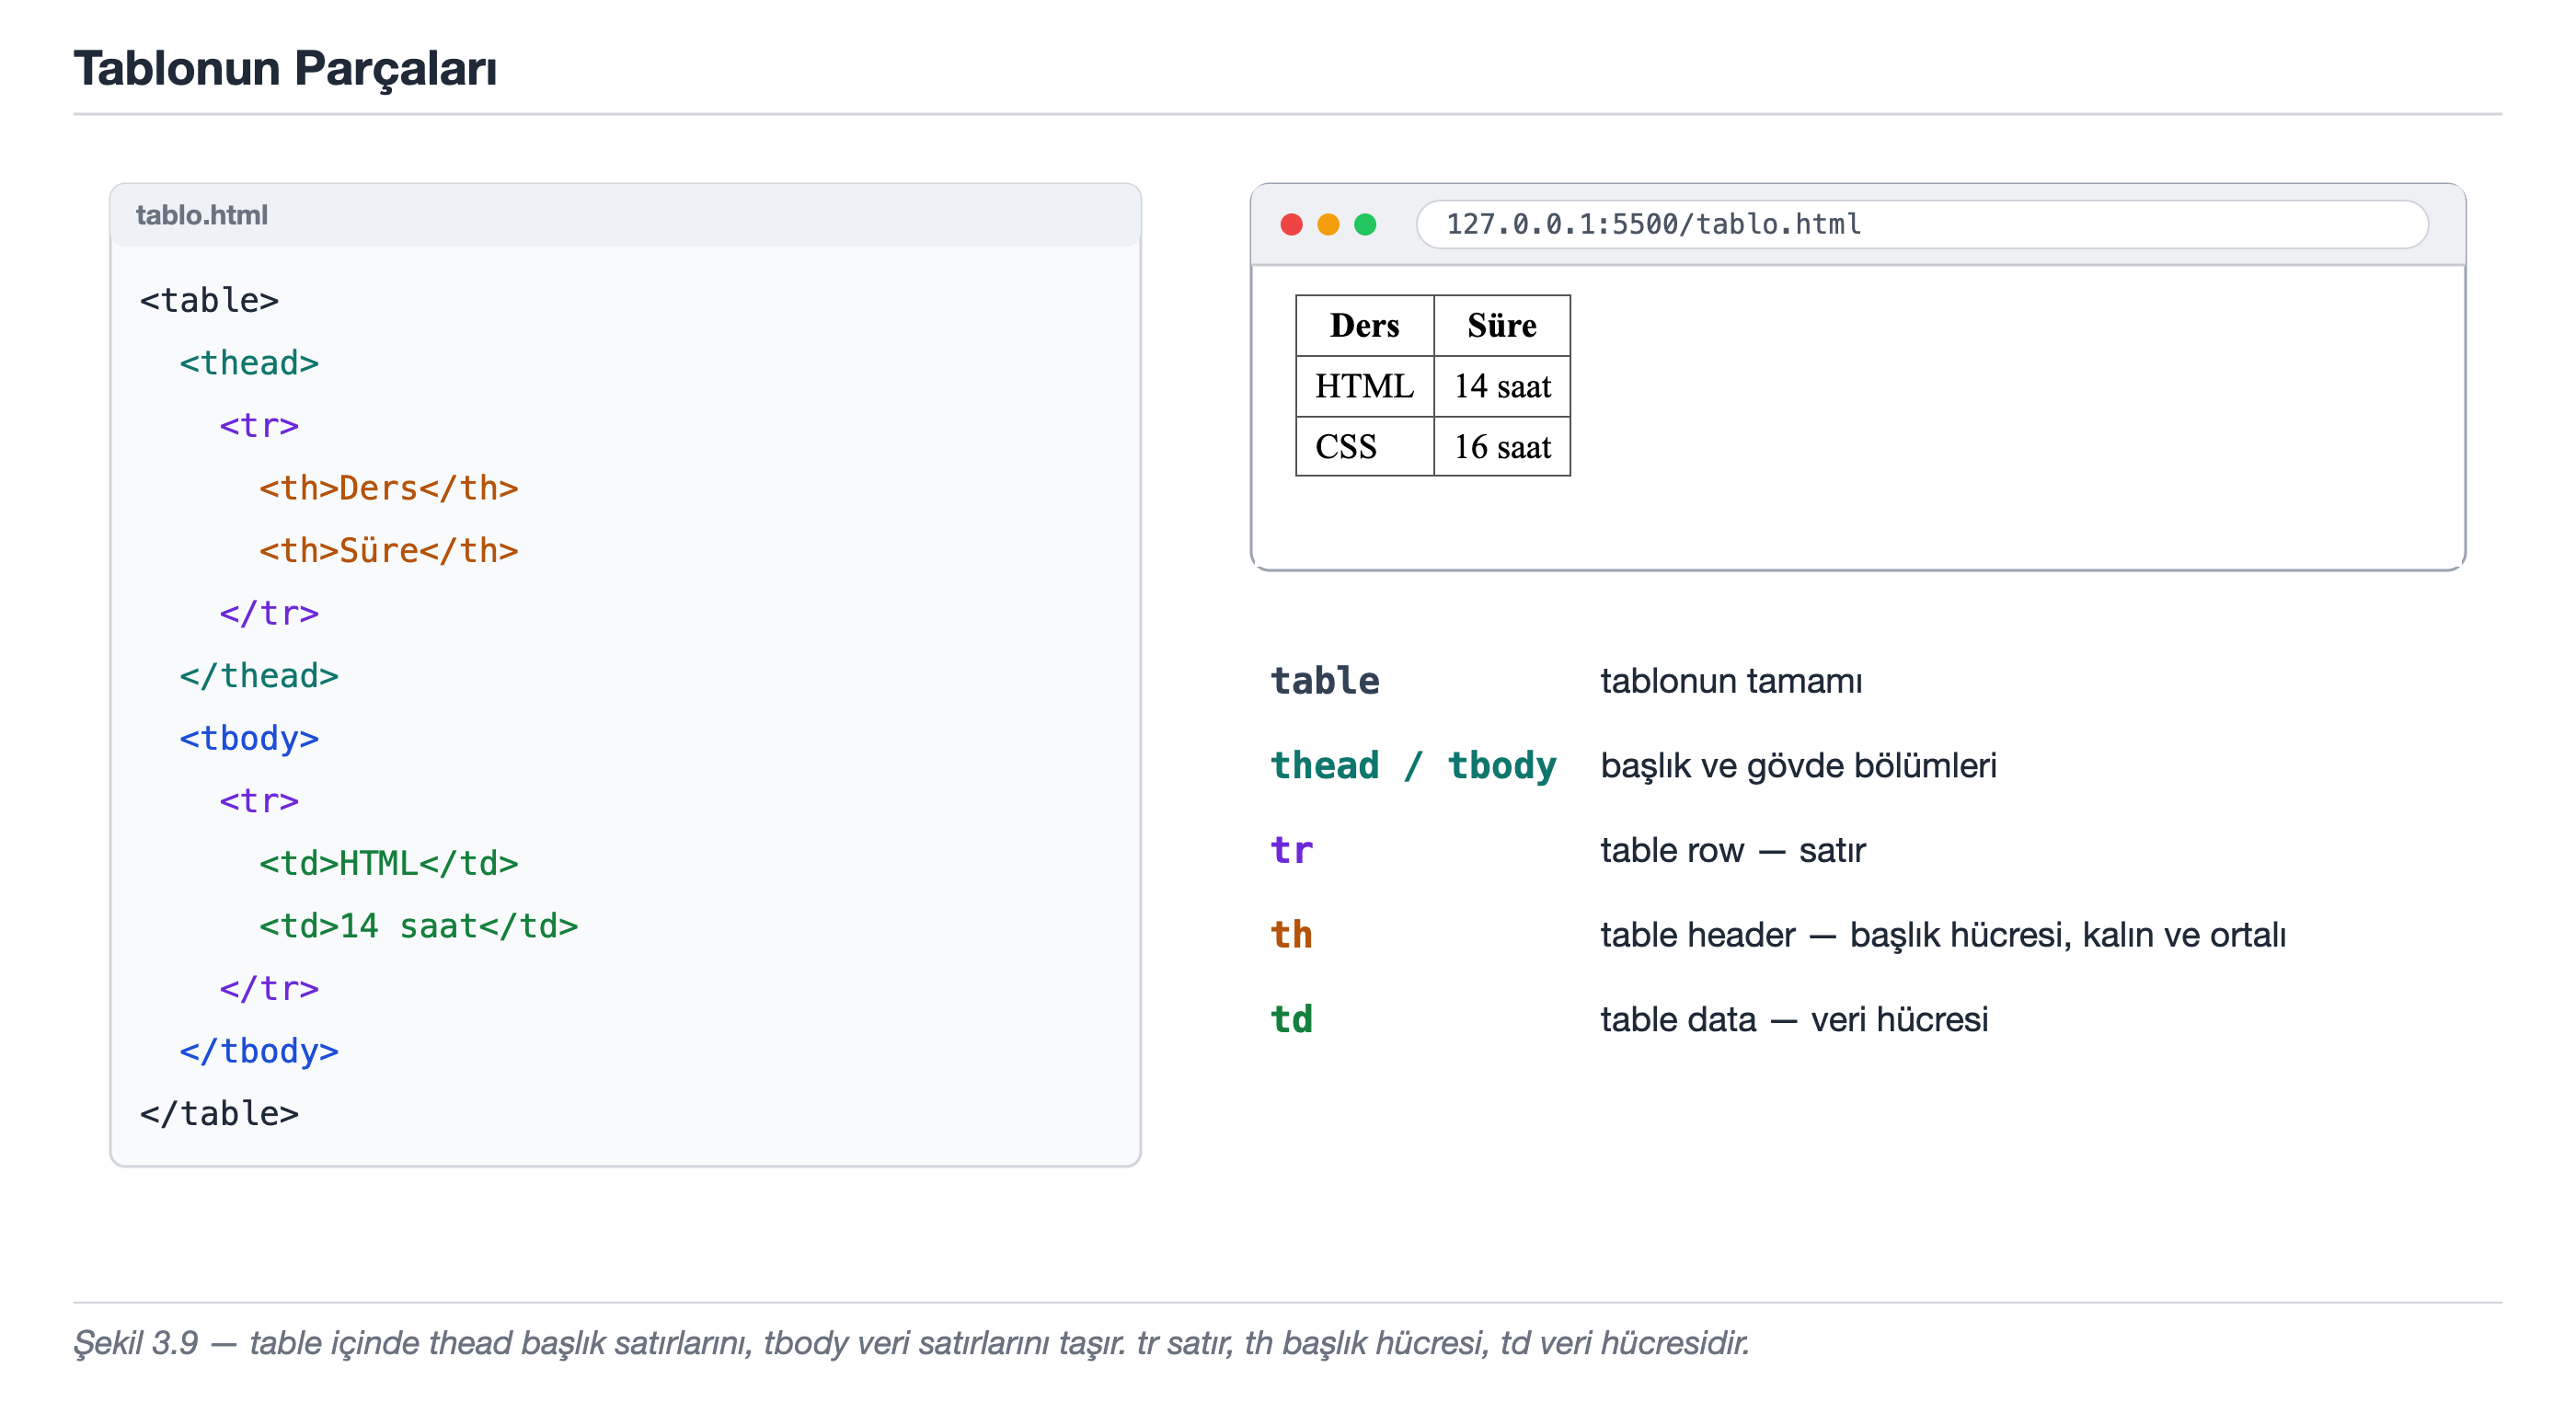 Tablonun Parçaları
tablo.html
<table>
<thead>
<tr>
<th>Ders</th>
<th>Süre</th>
</tr>
</thead>
<tbody>
<tr>
<td>HTML</td>
<td>14 saat</td>
</tr>
</tbody>
</table>
127.0.0.1:5500/tablo.html
Ders Süre
HTML 14 saat
CSS 16 saat
table tablonun tamamı
thead / tbody başlık ve gövde bölümleri
tr table row — satır
th table header — başlık hücresi, kalın ve ortalı
td table data — veri hücresi
Şekil 3.9 — table içinde thead başlık satırlarını, tbody veri satırlarını taşır. tr satır, th başlık hücresi, td veri hücresidir.